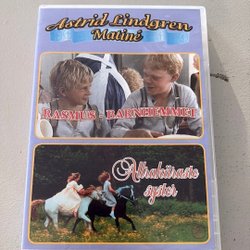 Astrid Lindgren
Matiné
RASMUS - BARNHEMMET
Allrakäraste
syster